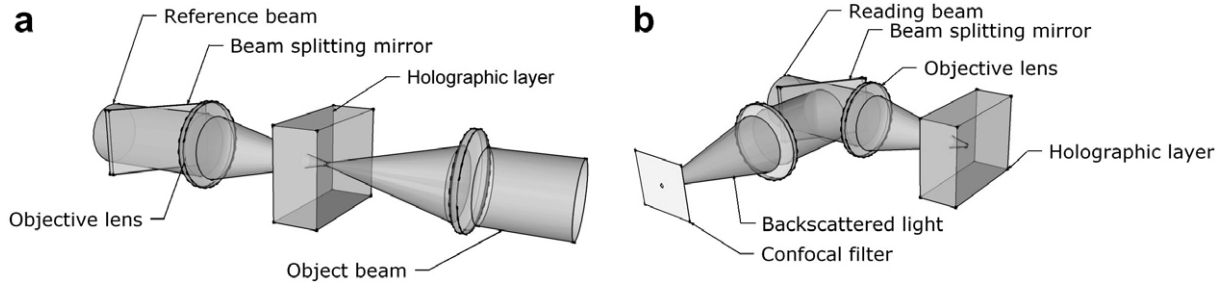 a
Reference beam
Beam splitting mirror
Holographic layer
Objective lens
Object beam
b
Reading beam
Beam splitting mirror
Objective lens
Holographic layer
Backscattered light
Confocal filter